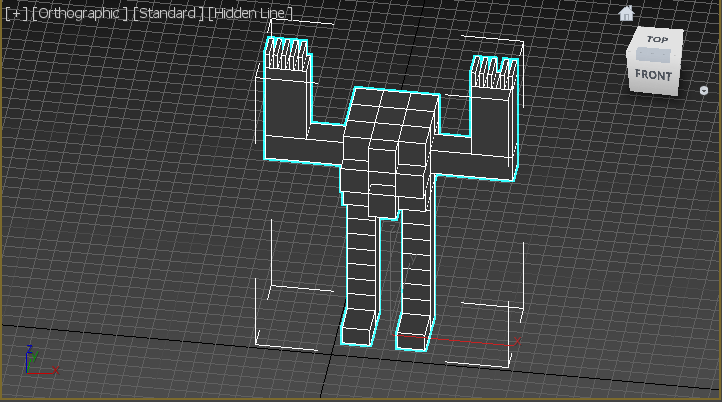 [+] [Orthographic] [Standard] [Hidden Line]
TOP
FRONT
z
x